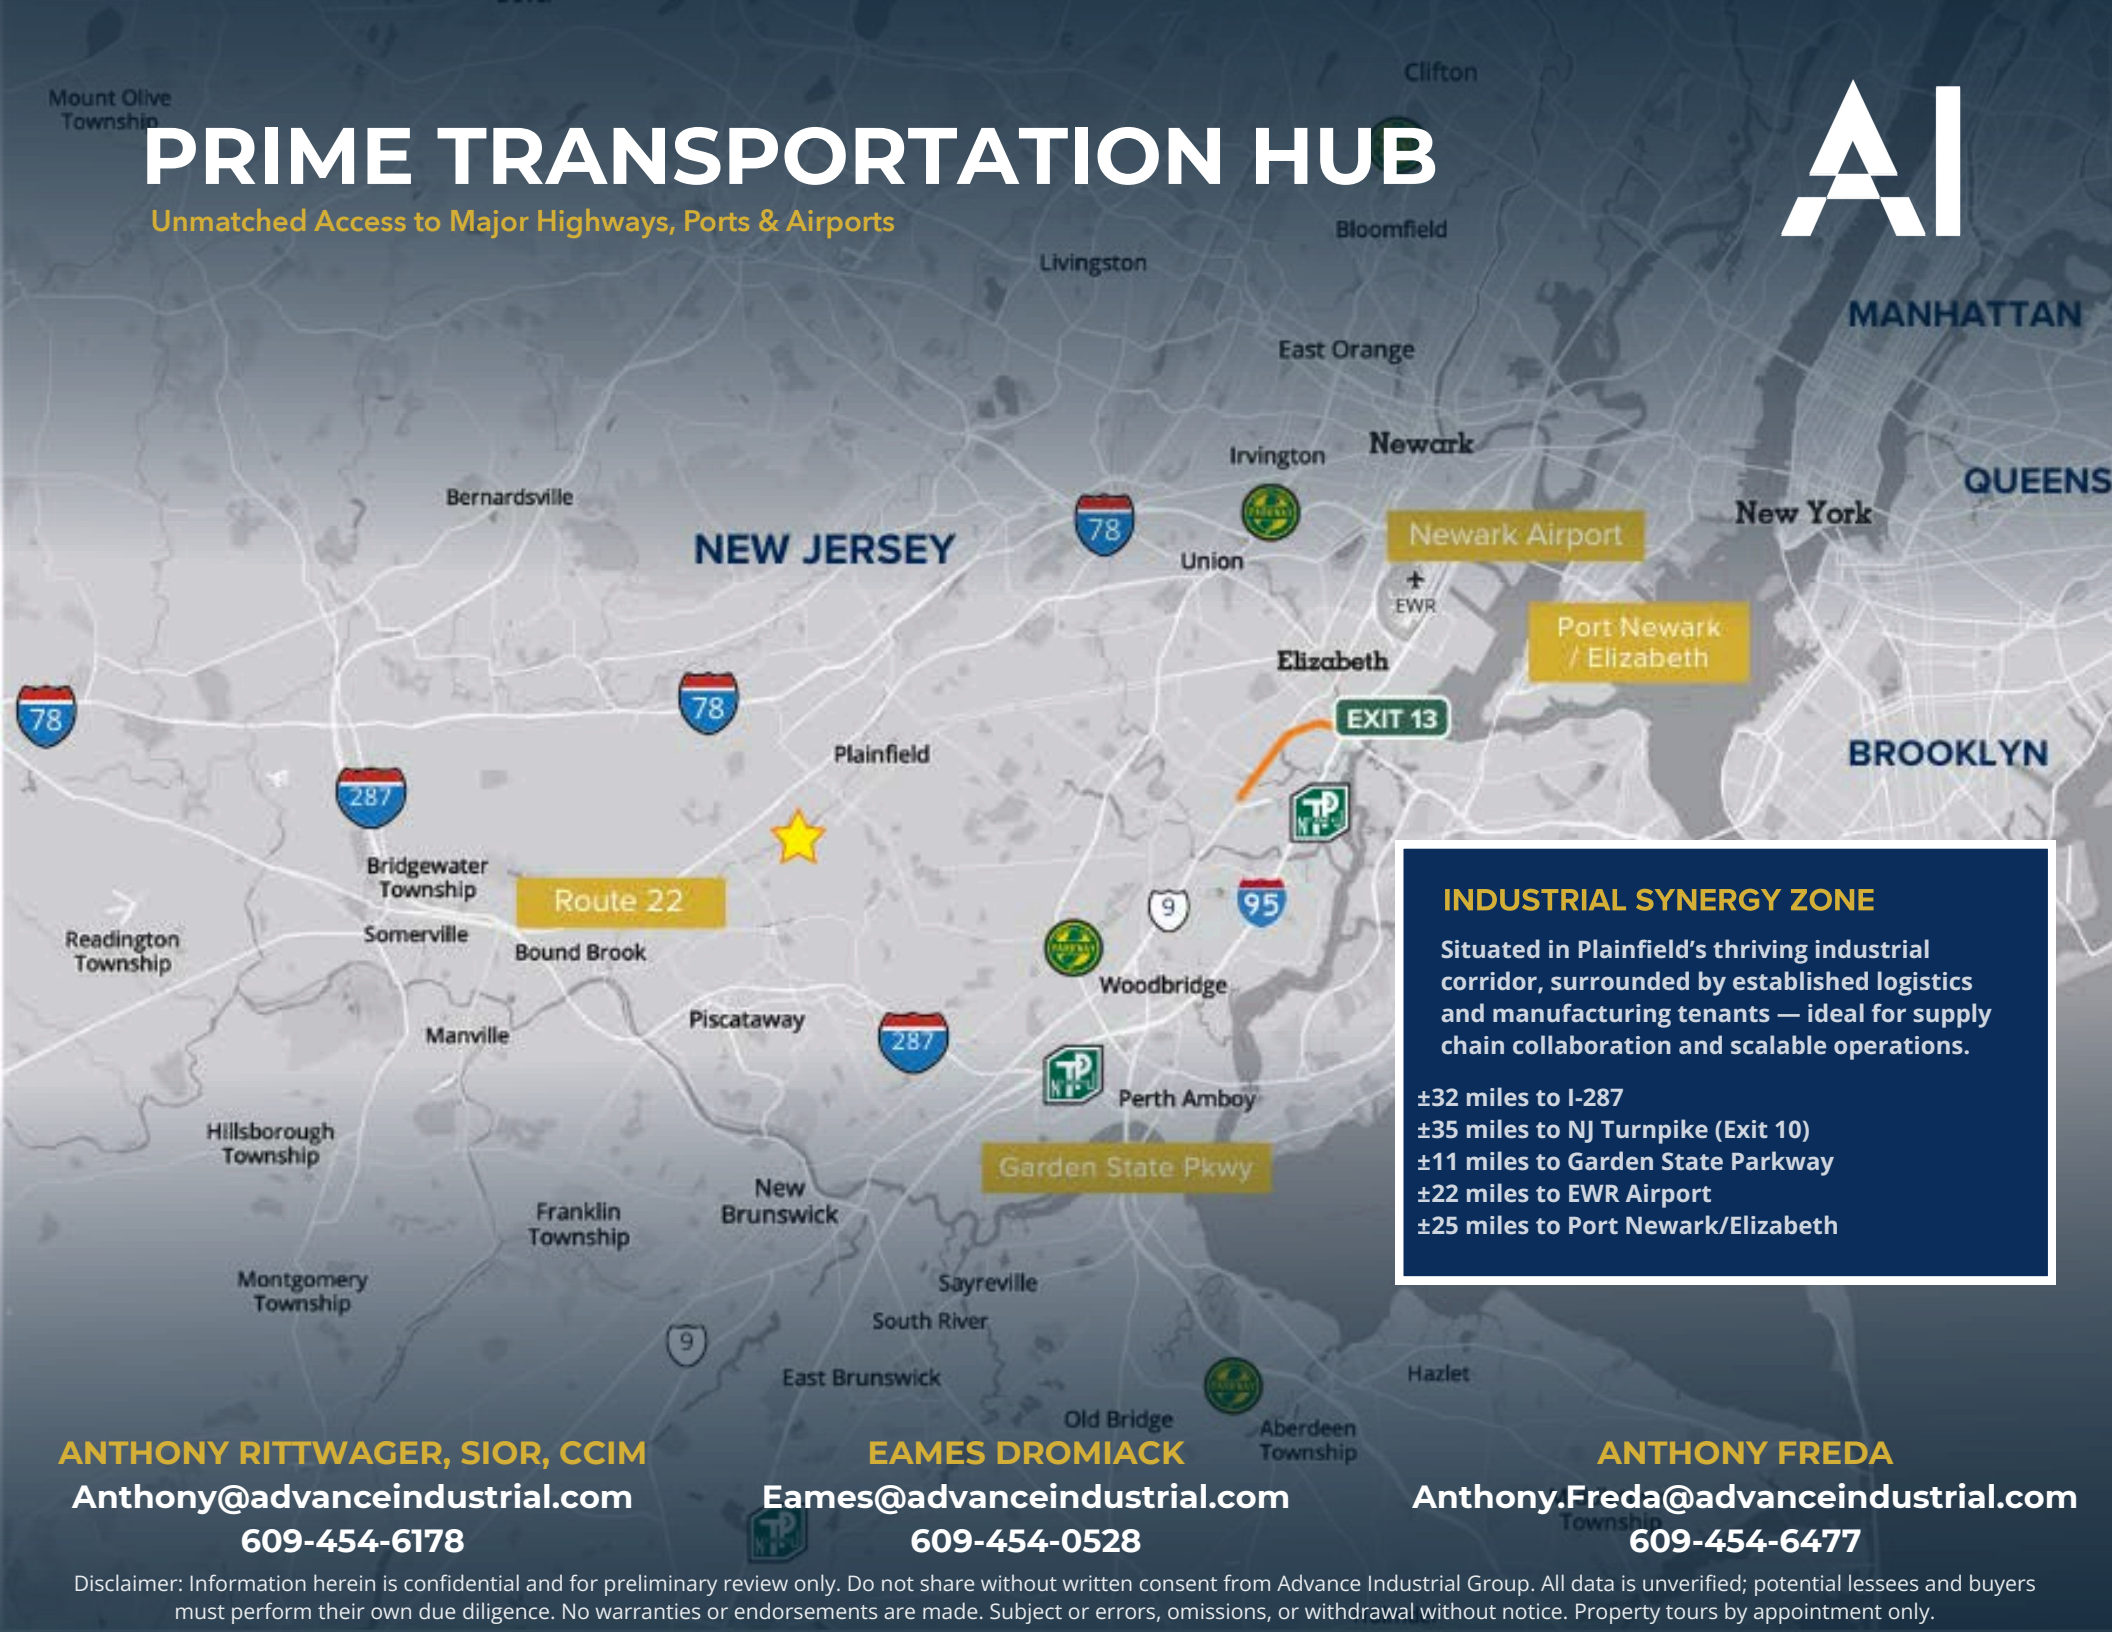 Clifton
Mount Olive
Township
PRIME TRANSPORTATION HUB
AI
Unmatched Access to Major Highways, Ports & Airports
Bloomfield
Livingston
MANHATTAN
East Orange
Newark
Irvington
QUEENS
Bernardsville
New York
78
PARKWAY
Newark Airport
NEW JERSEY
Union
EWR
Port Newark
/ Elizabeth
Elizabeth
78
78
EXIT 13
Plainfield
BROOKLYN
287
TP
Bridgewater
Township
Route 22
9
95
Somerville
Readington
Township
Bound Brook
PARKWAY
Woodbridge
INDUSTRIAL SYNERGY ZONE
Situated in Plainfield’s thriving industrial
corridor, surrounded by established logistics
and manufacturing tenants — ideal for supply
chain collaboration and scalable operations.
±32 miles to I-287
±35 miles to NJ Turnpike (Exit 10)
±11 miles to Garden State Parkway
±22 miles to EWR Airport
±25 miles to Port Newark/Elizabeth
Piscataway
Manville
287
TP
Perth Amboy
Hillsborough
Township
Garden State Pkwy
New
Brunswick
Franklin
Township
Montgomery
Township
Sayreville
South River
9
East Brunswick
Hazlet
Old Bridge
Aberdeen
Township
ANTHONY RITTWAGER, SIOR, CCIM
Anthony@advanceindustrial.com
609-454-6178
EAMES DROMIACK
Eames@advanceindustrial.com
609-454-0528
TP
ANTHONY FREDA
Anthony.Freda@advanceindustrial.com
Township
609-454-6477
Disclaimer: Information herein is confidential and for preliminary review only. Do not share without written consent from Advance Industrial Group. All data is unverified; potential lessees and buyers
must perform their own due diligence. No warranties or endorsements are made. Subject or errors, omissions, or withdrawal without notice. Property tours by appointment only.